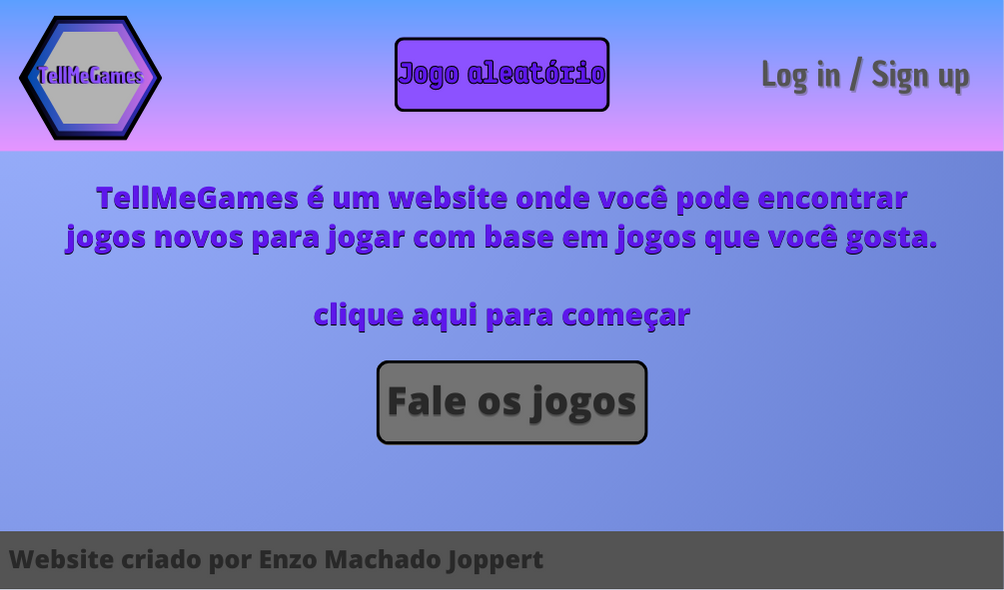 TellMeGames
Jogo aleatório
Log in / Sign up
TellMeGames é um website onde você pode encontrar
jogos novos para jogar com base em jogos que você gosta.
clique aqui para começar
Fale os jogos
Website criado por Enzo Machado Joppert